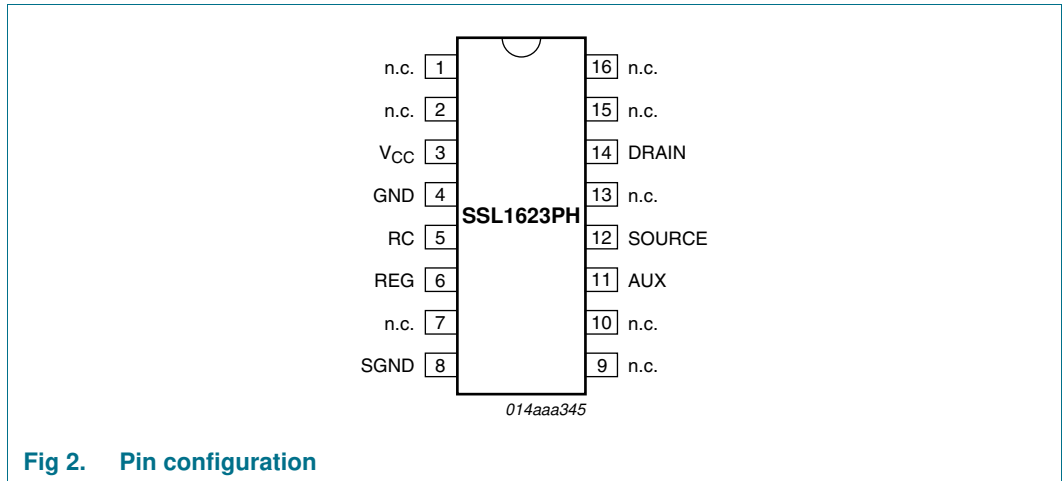 n.c. 1 16 n.c.
n.c. 2 15 n.c.
VCC 3 14 DRAIN
GND 4 13 n.c.
SSL1623PH
RC 5 12 SOURCE
REG 6 11 AUX
n.c. 7 10 n.c.
SGND 8 9 n.c.
014aaa345
Fig 2. Pin configuration